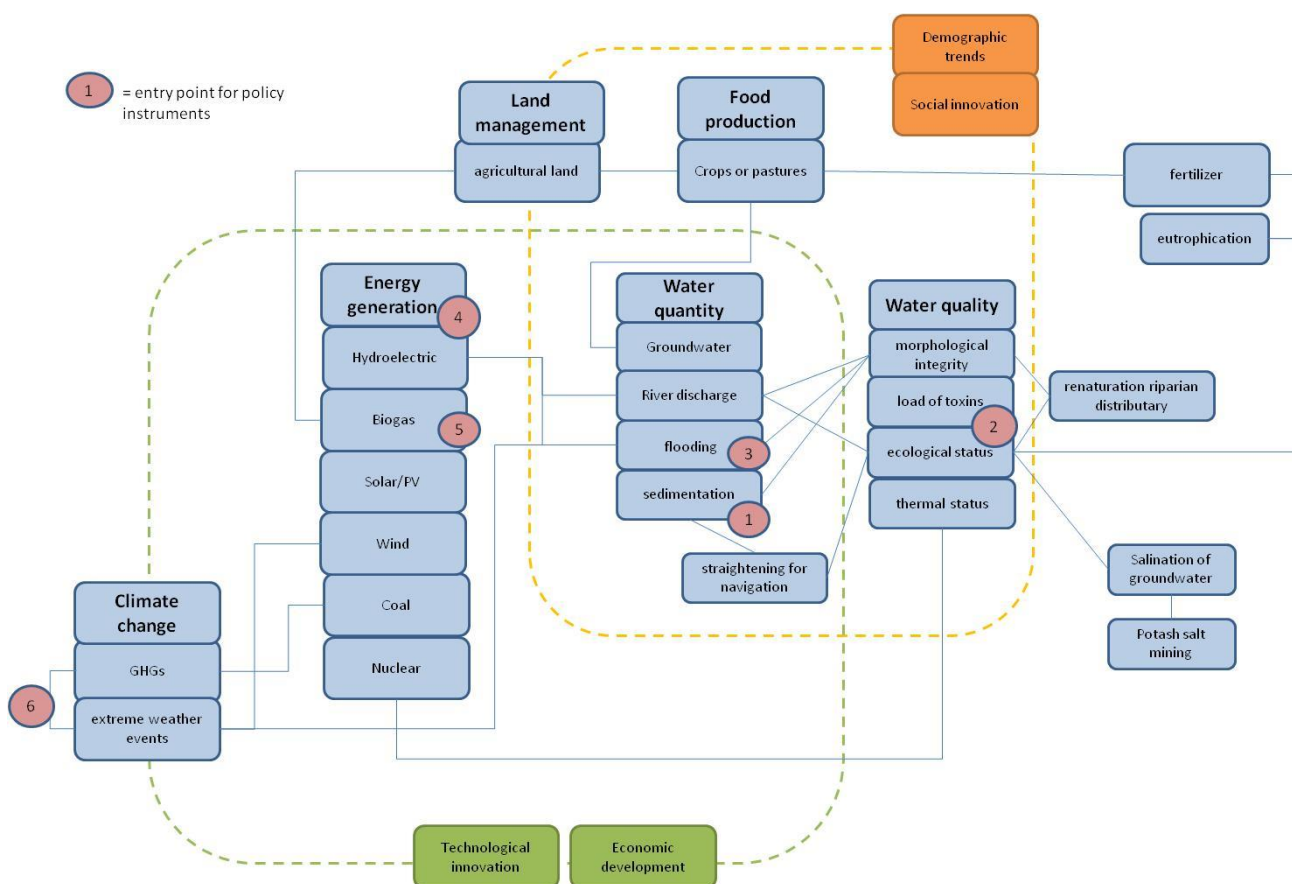 Demographic
trends
Social innovation
1
= entry point for policy
instruments
Land
management
agricultural land
Food
production
Crops or pastures
fertilizer
eutrophication
Energy
generation
4
Hydroelectric
Biogas
5
Solar/PV
Wind
Coal
Nuclear
Water
quantity
Groundwater
River discharge
flooding
3
sedimentation
1
straightening for
navigation
Water quality
morphological
integrity
load of toxins
2
ecological status
thermal status
renaturation riparian
distributary
Salination of
groundwater
Potash salt
mining
Climate
change
GHGs
6
extreme weather
events
Technological
innovation
Economic
development